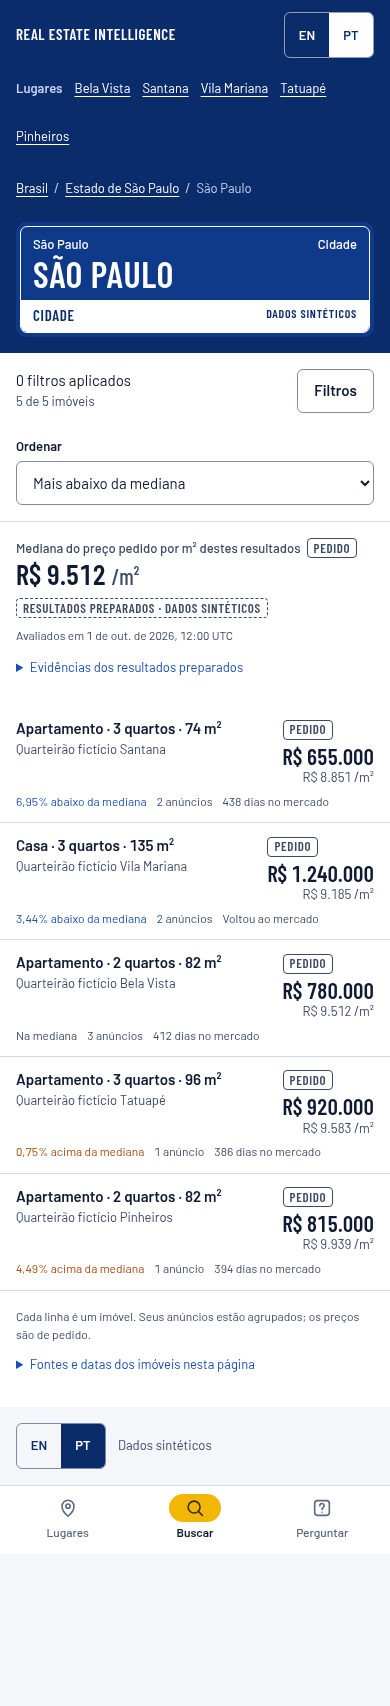 REAL ESTATE INTELLIGENCE
EN PT
Lugares Bela Vista Santana Vila Mariana Tatuapé
Pinheiros
Brasil / Estado de São Paulo / São Paulo
São Paulo Cidade
SÃO PAULO
CIDADE DADOS SINTÉTICOS
0 filtros aplicados
5 de 5 imóveis
Filtros
Ordenar
Mais abaixo da mediana
Mediana do preço pedido por m² destes resultados PEDIDO
R$ 9.512 /m²
RESULTADOS PREPARADOS · DADOS SINTÉTICOS
Avaliados em 1 de out. de 2026, 12:00 UTC
Evidências dos resultados preparados
Apartamento · 3 quartos · 74 m² PEDIDO
Quarteirão fictício Santana R$ 655.000
R$ 8.851 /m²
6,95% abaixo da mediana 2 anúncios 438 dias no mercado
Casa · 3 quartos · 135 m² PEDIDO
Quarteirão fictício Vila Mariana R$ 1.240.000
R$ 9.185 /m²
3,44% abaixo da mediana 2 anúncios Voltou ao mercado
Apartamento · 2 quartos · 82 m² PEDIDO
Quarteirão fictício Bela Vista R$ 780.000
R$ 9.512 /m²
Na mediana 3 anúncios 412 dias no mercado
Apartamento · 3 quartos · 96 m² PEDIDO
Quarteirão fictício Tatuapé R$ 920.000
R$ 9.583 /m²
0,75% acima da mediana 1 anúncio 386 dias no mercado
Apartamento · 2 quartos · 82 m² PEDIDO
Quarteirão fictício Pinheiros R$ 815.000
R$ 9.939 /m²
4,49% acima da mediana 1 anúncio 394 dias no mercado
Cada linha é um imóvel. Seus anúncios estão agrupados; os preços
são de pedido.
Fontes e datas dos imóveis nesta página
EN PT Dados sintéticos
Lugares Buscar Perguntar